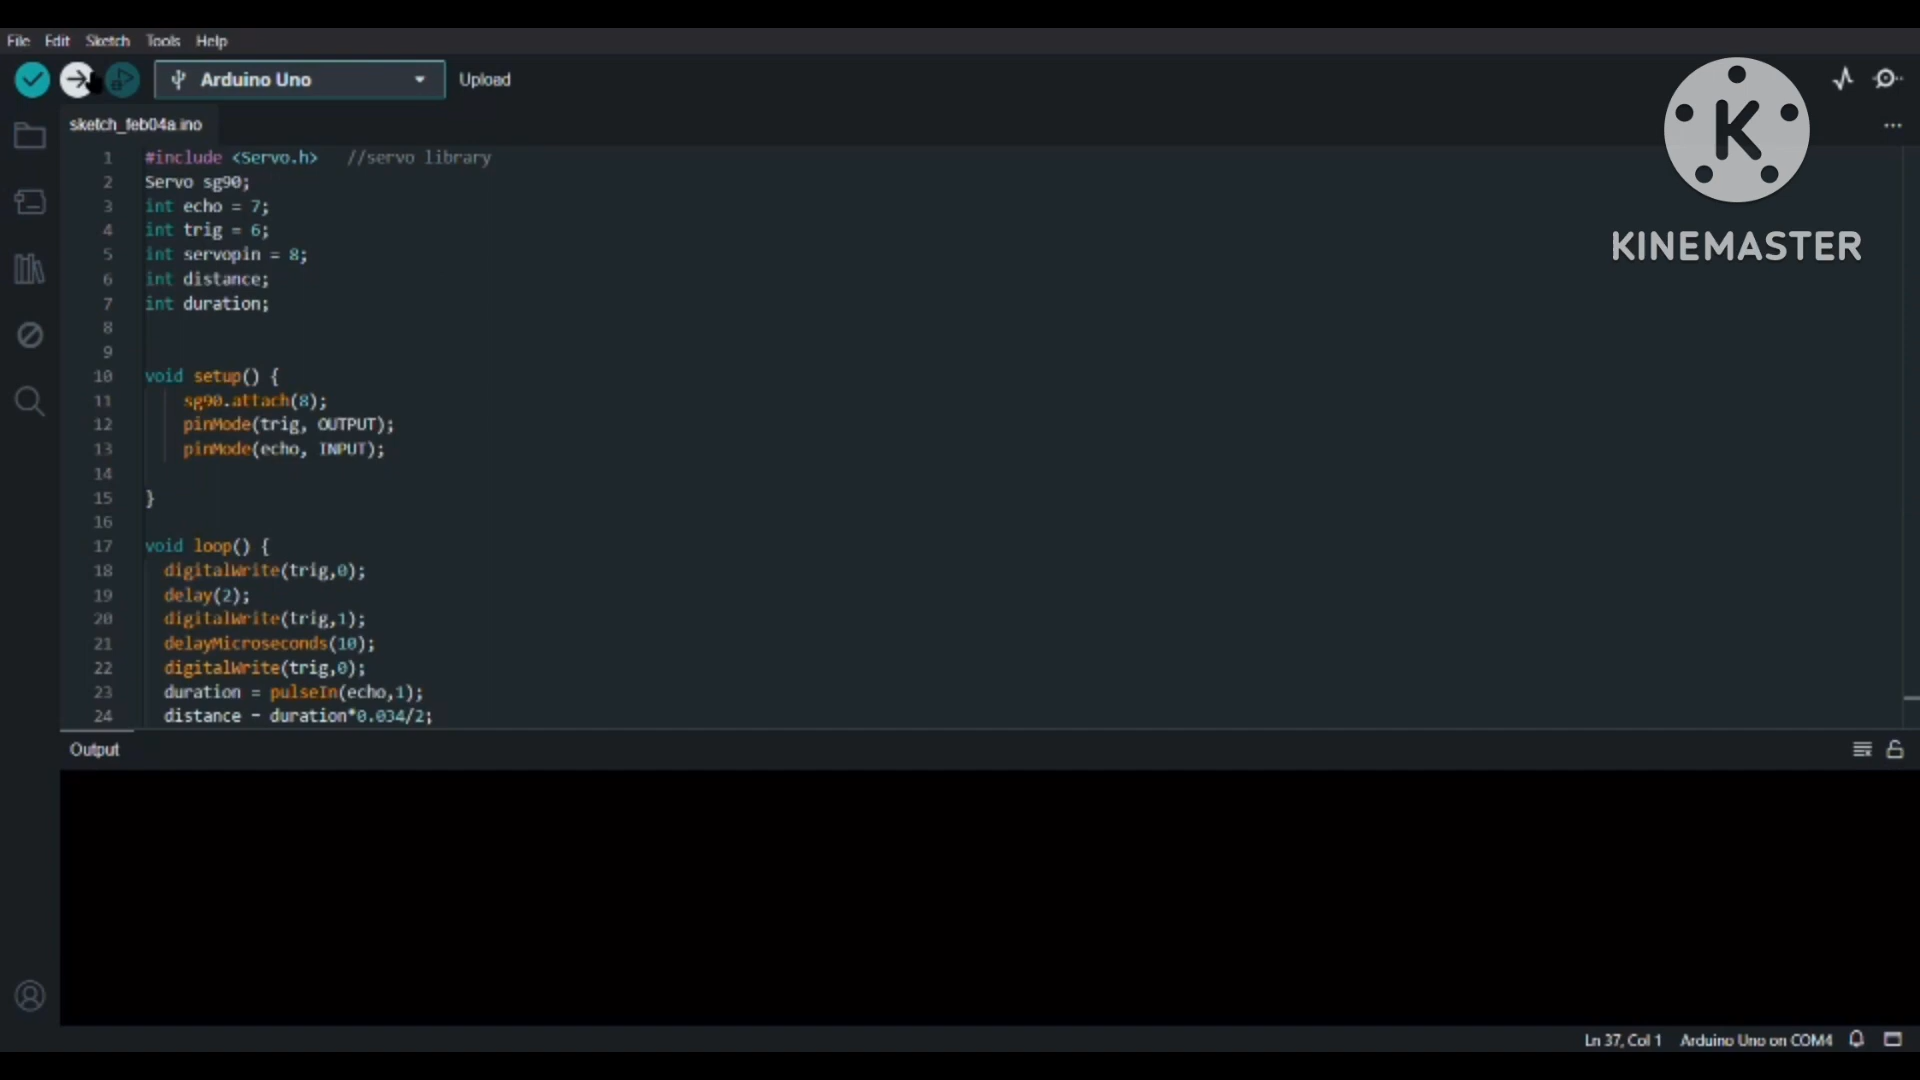 File Edit Sketch Tools Help
Arduino Uno Upload
K
KINEMASTER
sketch_feb04a.ino
1 #include <Servo.h> //servo library
2 Servo sg90;
3 int echo = 7;
4 int trig = 6;
5 int servopin = 8;
6 int distance;
7 int duration;
8
9
10 void setup() {
11 sg90.attach(8);
12 pinMode(trig, OUTPUT);
13 pinMode(echo, INPUT);
14
15 }
16
17 void loop() {
18 digitalWrite(trig,0);
19 delay(2);
20 digitalWrite(trig,1);
21 delayMicroseconds(10);
22 digitalWrite(trig,0);
23 duration = pulseIn(echo,1);
24 distance = duration*0.034/2;
Output
Ln 37, Col 1 Arduino Uno on COM4